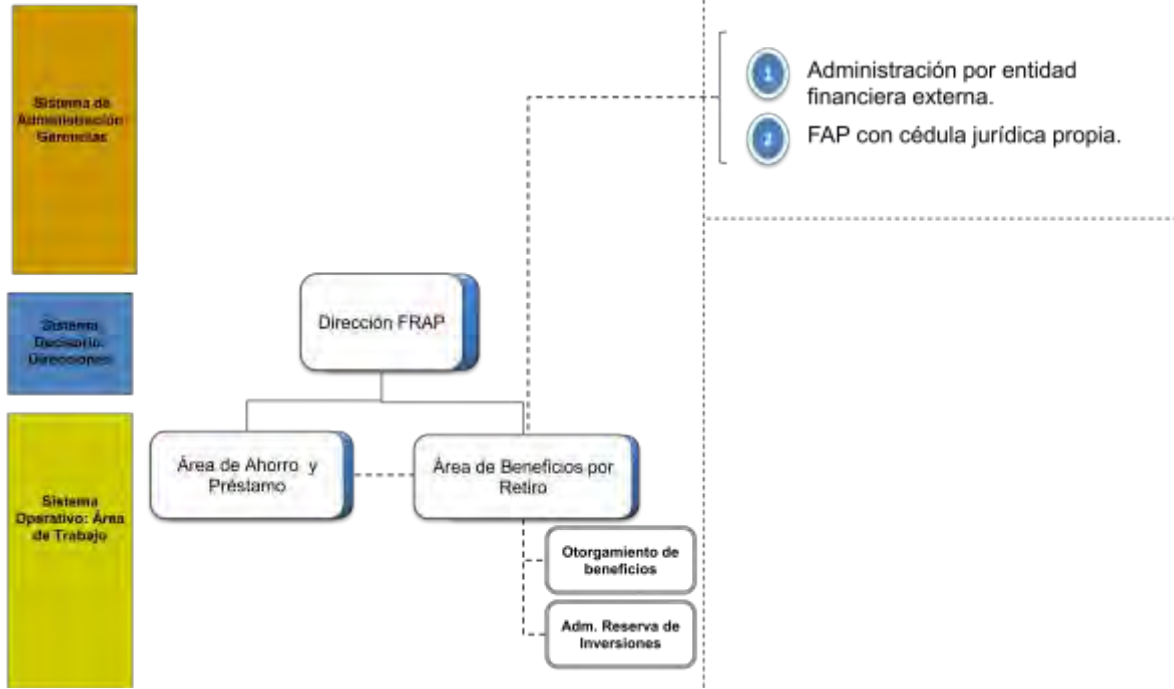 Sistema de
Administración
Gerencias
1
Administración por entidad
financiera externa.
2
FAP con cédula jurídica propia.
Sistema
Decisorio:
Direcciones
Dirección FRAP
Sistema
Operativo: Área
de Trabajo
Área de Ahorro y
Préstamo
Área de Beneficios por
Retiro
Otorgamiento de
beneficios
Adm. Reserva de
Inversiones